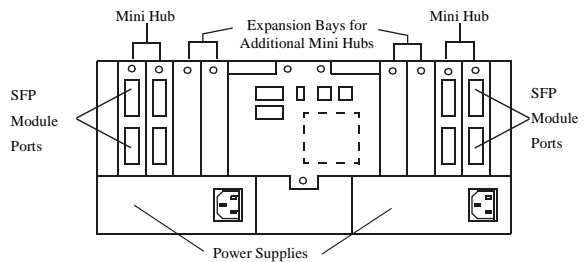 Mini Hub
Expansion Bays for
Additional Mini Hubs
Mini Hub
SFP
Module
Ports
SFP
Module
Ports
Power Supplies